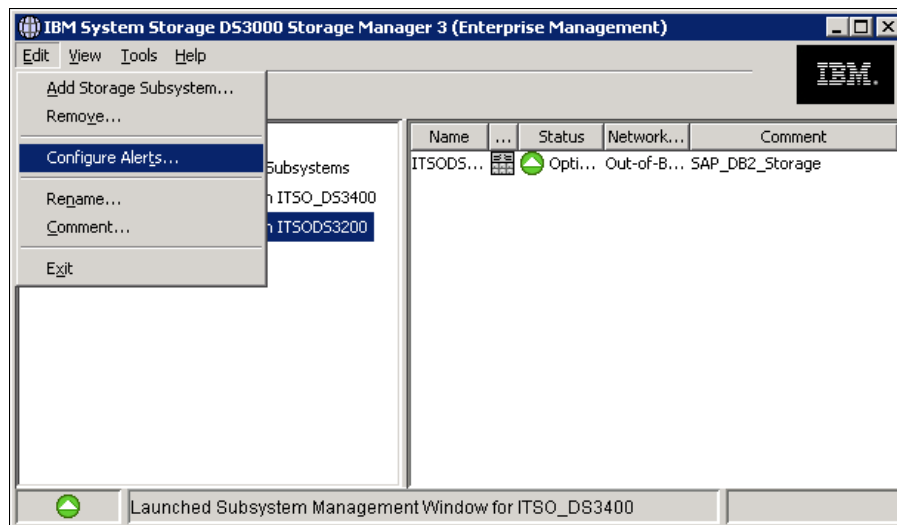 IBM System Storage DS3000 Storage Manager 3 (Enterprise Management)
Edit View Tools Help
IBM.
Add Storage Subsystem...
Remove...
Configure Alerts...
Rename...
Comment...
Exit
Subsystems
ITSO_DS3400
ITSODS3200
Name ... Status Network... Comment
ITSODS... Opti... Out-of-B... SAP_DB2_Storage
Launched Subsystem Management Window for ITSO_DS3400